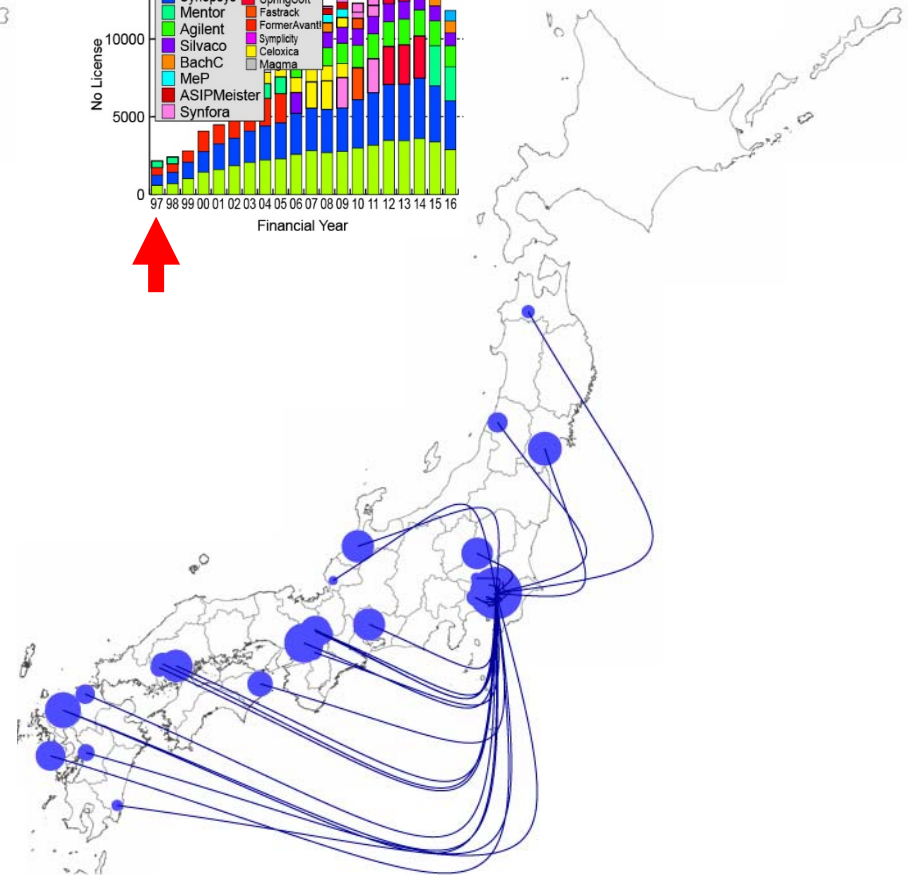 Mentor
Agilent
Silvaco
BachC
MeP
ASIPMeister
Synfora
Fastrack
FormerAvant!
Symplicity
Celoxica
Magma
No License
10000
5000
0
97 98 99 00 01 02 03 04 05 06 07 08 09 10 11 12 13 14 15 16
Financial Year